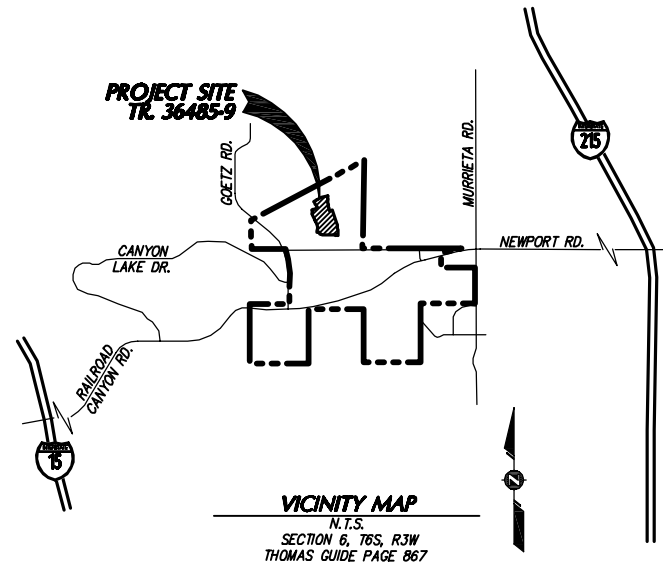 PROJECT SITE
TR. 36485-9
GOETZ RD.
MURRIETA RD.
215
CANYON
LAKE DR.
NEWPORT RD.
RAILROAD
CANYON RD.
15
N
VICINITY MAP
N.T.S.
SECTION 6, T6S, R3W
THOMAS GUIDE PAGE 867